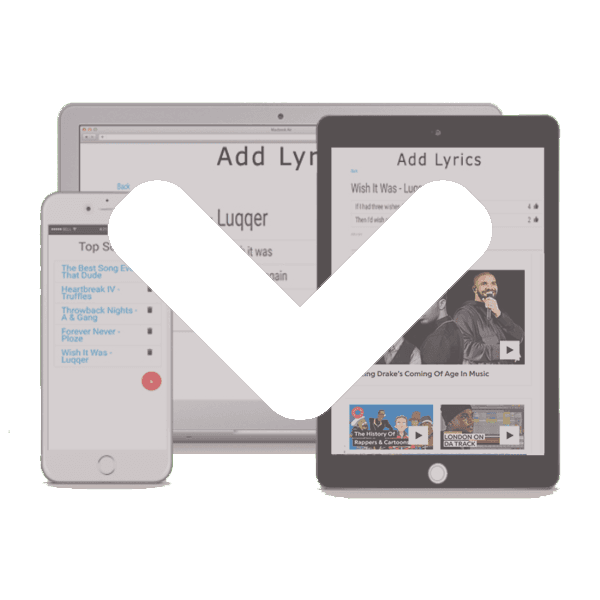 Add Lyr
Back
Luqqer
h it was
gain
Top S
The Best Song Eve
That Dude
Heartbreak IV -
Truffles
Throwback Nights -
A & Gang
Forever Never -
Ploze
Wish It Was -
Luqqer
Add Lyrics
Wish It Was - Luq
If I had three wishes
4
Then I'd wish
2
ng Drake's Coming Of Age In Music
The History Of
Rappers & Cartoons
LONDON ON
DA TRACK